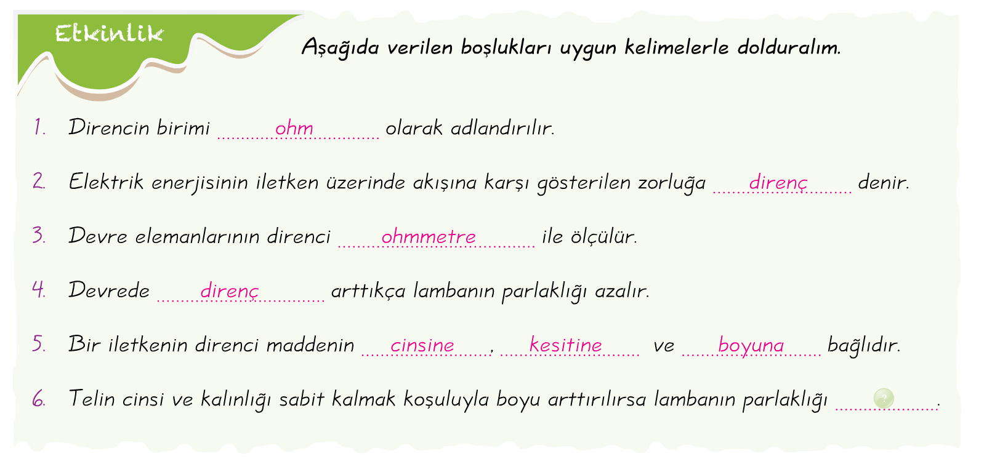 Etkinlik
Aşağıda verilen boşlukları uygun kelimelerle dolduralım.
1. Direncin birimi ohm olarak adlandırılır.
2. Elektrik enerjisinin iletken üzerinde akışına karşı gösterilen zorluğa direnç denir.
3. Devre elemanlarının direnci ohmmetre ile ölçülür.
4. Devrede direnç arttıkça lambanın parlaklığı azalır.
5. Bir iletkenin direnci maddenin cinsine, kesitine ve boyuna bağlıdır.
6. Telin cinsi ve kalınlığı sabit kalmak koşuluyla boyu arttırılırsa lambanın parlaklığı ? .